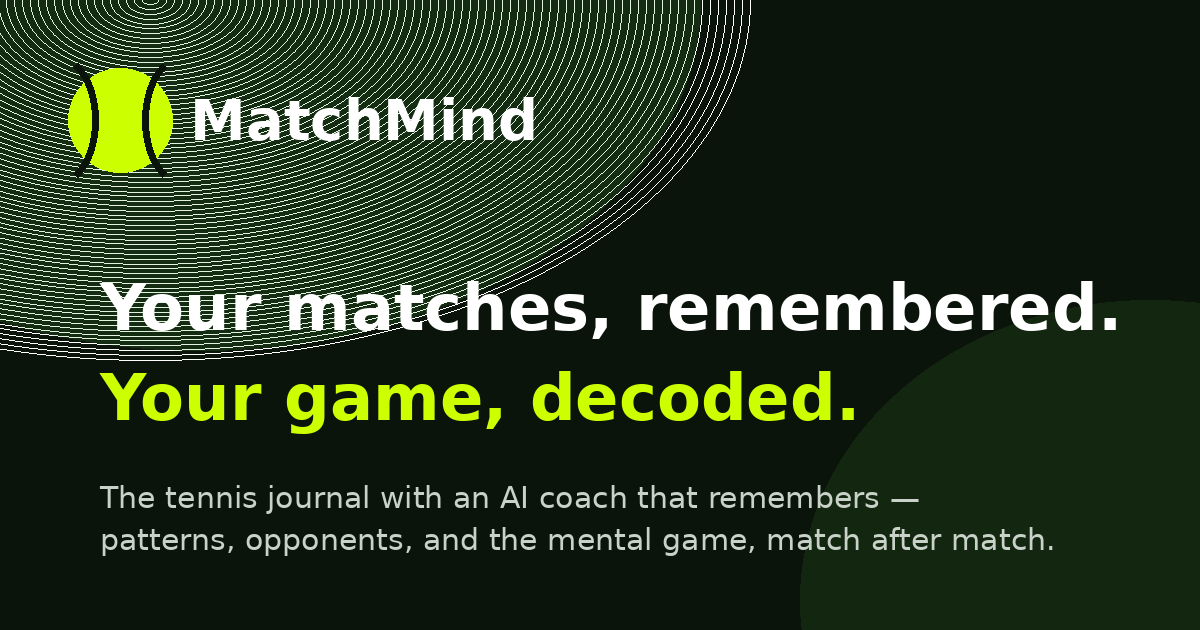 MatchMind
Your matches, remembered.
Your game, decoded.
The tennis journal with an AI coach that remembers —
patterns, opponents, and the mental game, match after match.